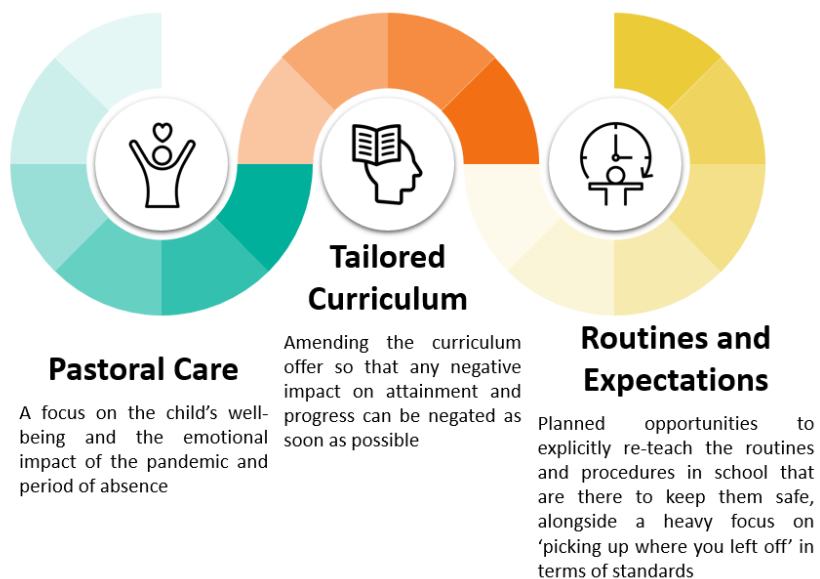 Pastoral Care
A focus on the child’s well-
being and the emotional
impact of the pandemic and
period of absence
Tailored
Curriculum
Amending the curriculum
offer so that any negative
impact on attainment and
progress can be negated as
soon as possible
Routines and
Expectations
Planned opportunities to
explicitly re-teach the routines
and procedures in school that
are there to keep them safe,
alongside a heavy focus on
‘picking up where you left off’ in
terms of standards